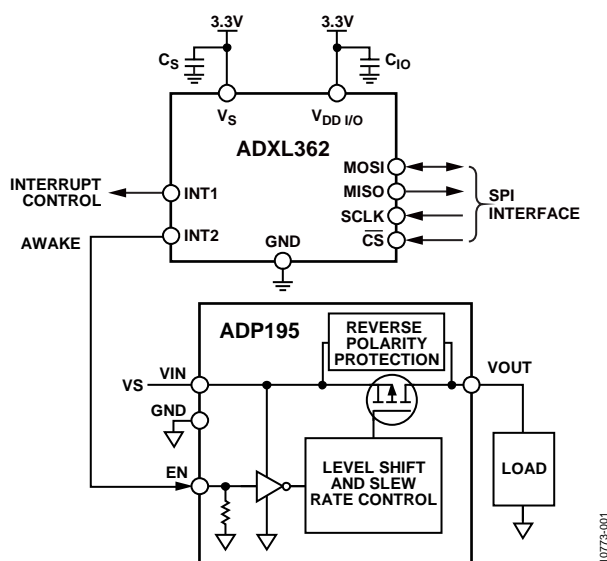 3.3V
3.3V
CS
CIO
VS
VDD I/O
ADXL362
MOSI
MISO
SCLK
CS
SPI
INTERFACE
INTERRUPT
CONTROL
INT1
AWAKE
INT2
GND
ADP195
REVERSE
POLARITY
PROTECTION
VS
VIN
VOUT
GND
EN
LEVEL SHIFT
AND SLEW
RATE CONTROL
LOAD
10773-001